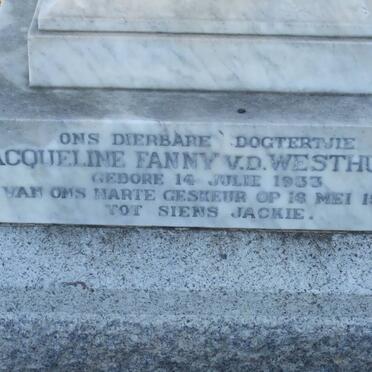 ONS DIERBARE DOGTERTJIE
ACQUELINE FANNY V.D. WESTHU
GEBORE 14 JULIE 1933
VAN ONS HARTE GESKEUR OP 18 MEI 1
TOT SIENS JACKIE.